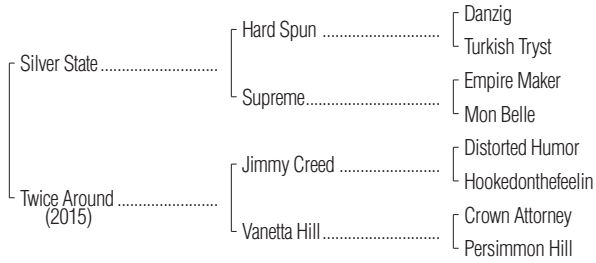 Danzig
Hard Spun ..............................
Turkish Tryst
Silver State..............................
Empire Maker
Supreme..................................
Mon Belle
Distorted Humor
Jimmy Creed .........................
Hookedonthefeelin
Twice Around .........................
(2015)
Crown Attorney
Vanetta Hill..............................
Persimmon Hill